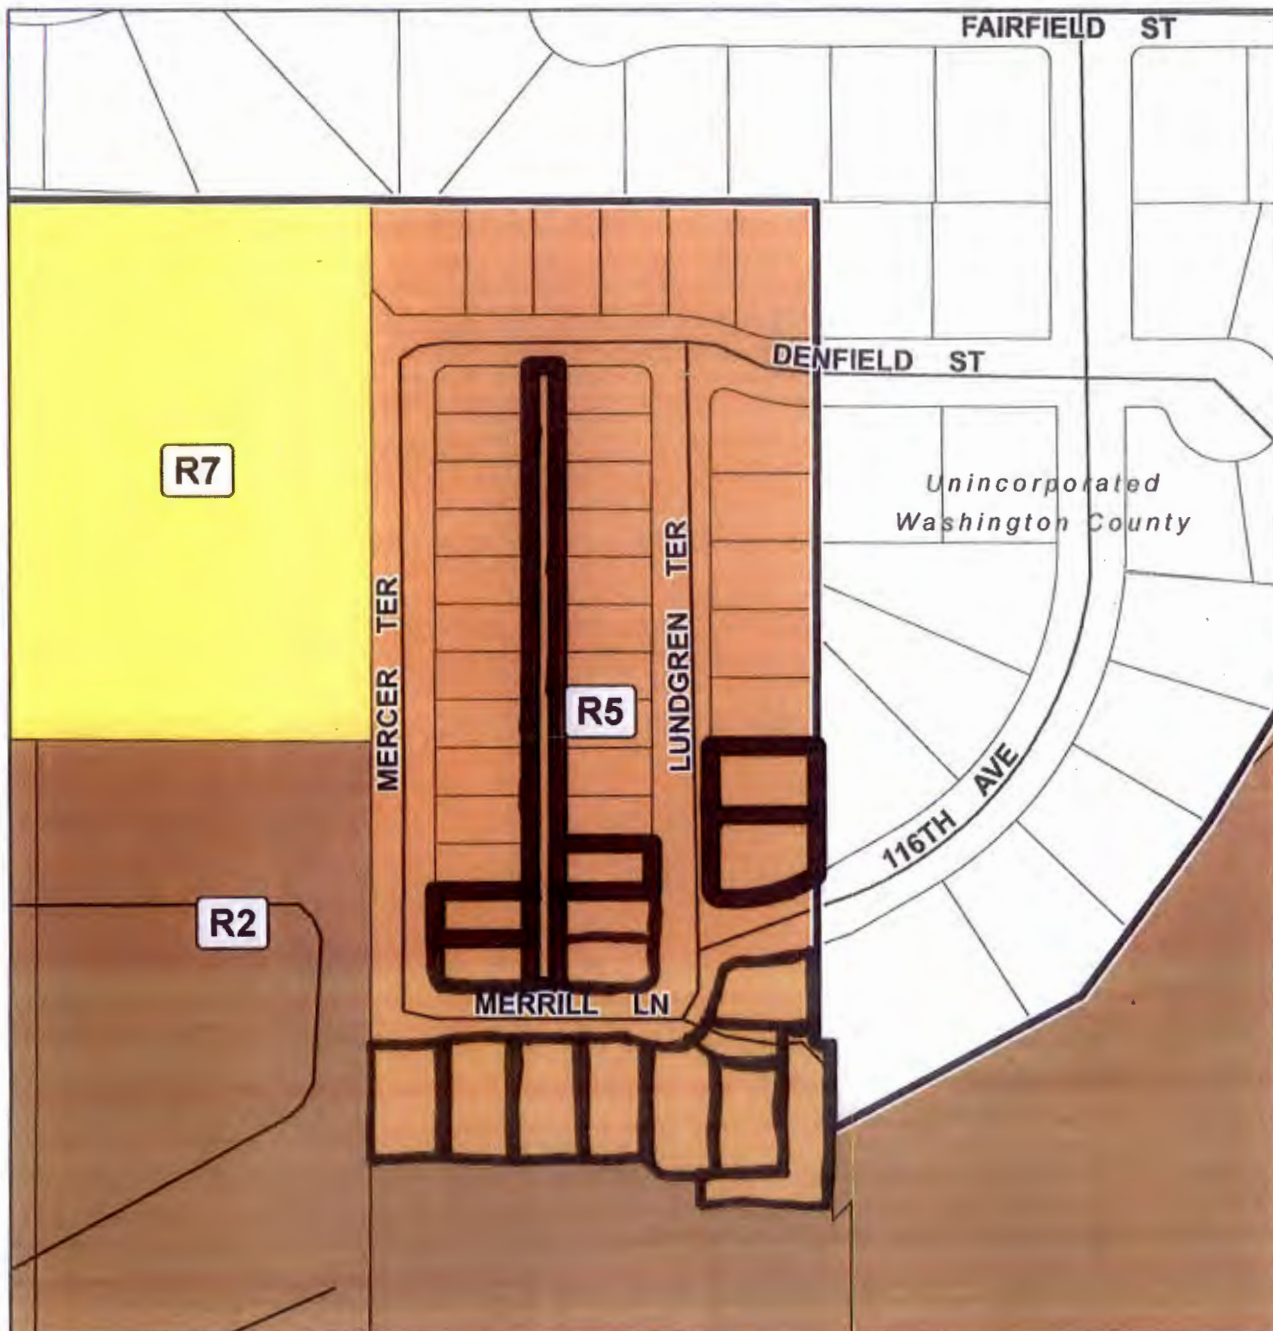 FAIRFIELD ST
DENFIELD ST
R7
Unincorporated
Washington County
MERCER TER
LUNDGREN TER
R5
116TH AVE
R2
MERRILL LN